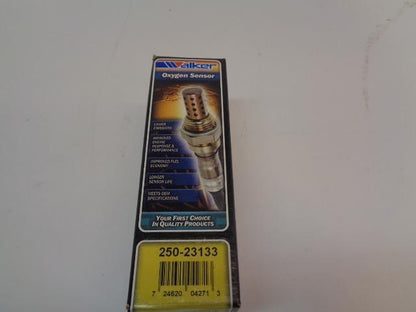 Walker
Oxygen Sensor
LOWER
EMISSIONS
IMPROVED
ENGINE
RESPONSE &
PERFORMANCE
IMPROVED FUEL
ECONOMY
LONGER
SENSOR LIFE
MEETS OEM
SPECIFICATIONS
YOUR FIRST CHOICE
IN QUALITY PRODUCTS
250-23133
7 24620 04271 3